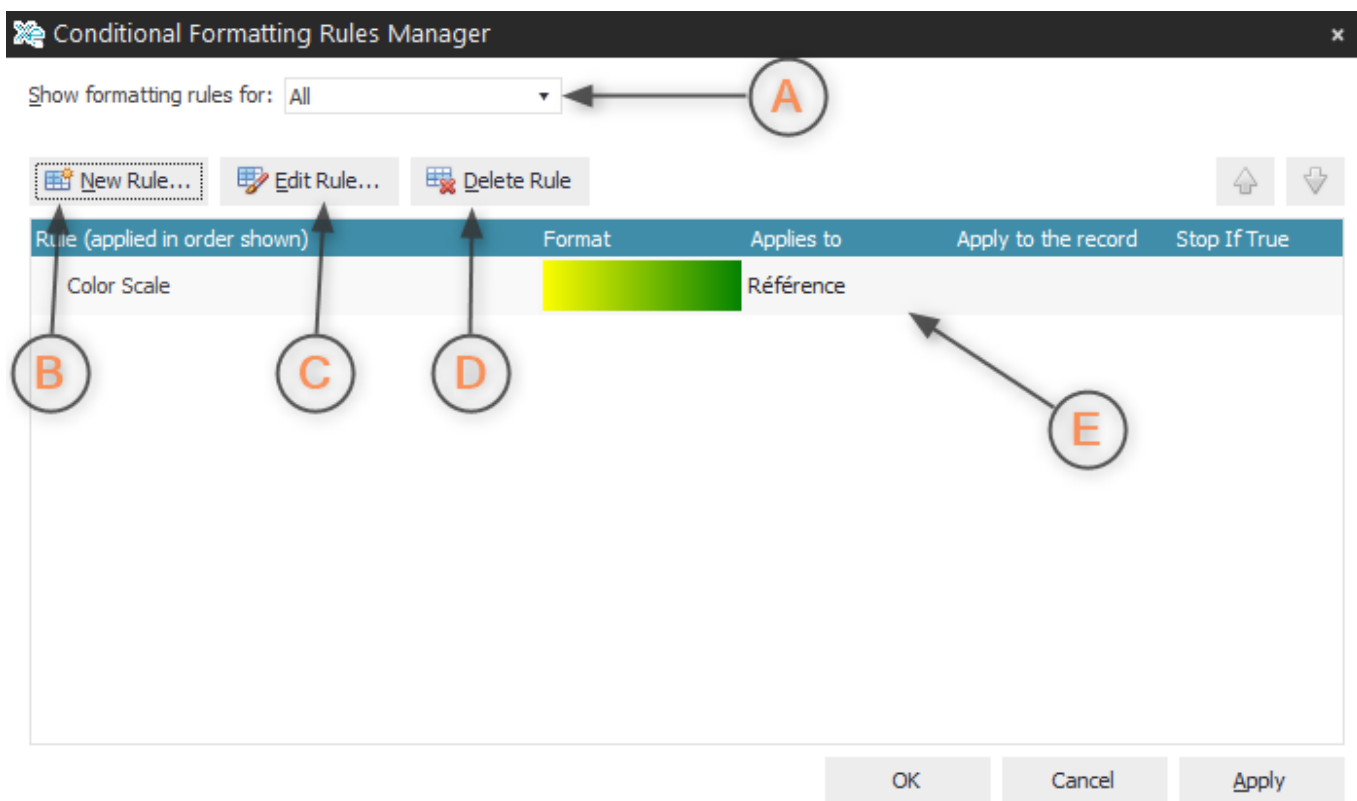 Conditional Formatting Rules Manager ×
Show formatting rules for: All
A
New Rule... Edit Rule... Delete Rule
Rule (applied in order shown) Format Applies to Apply to the record Stop If True
Color Scale Référence
B C D
E
OK Cancel Apply